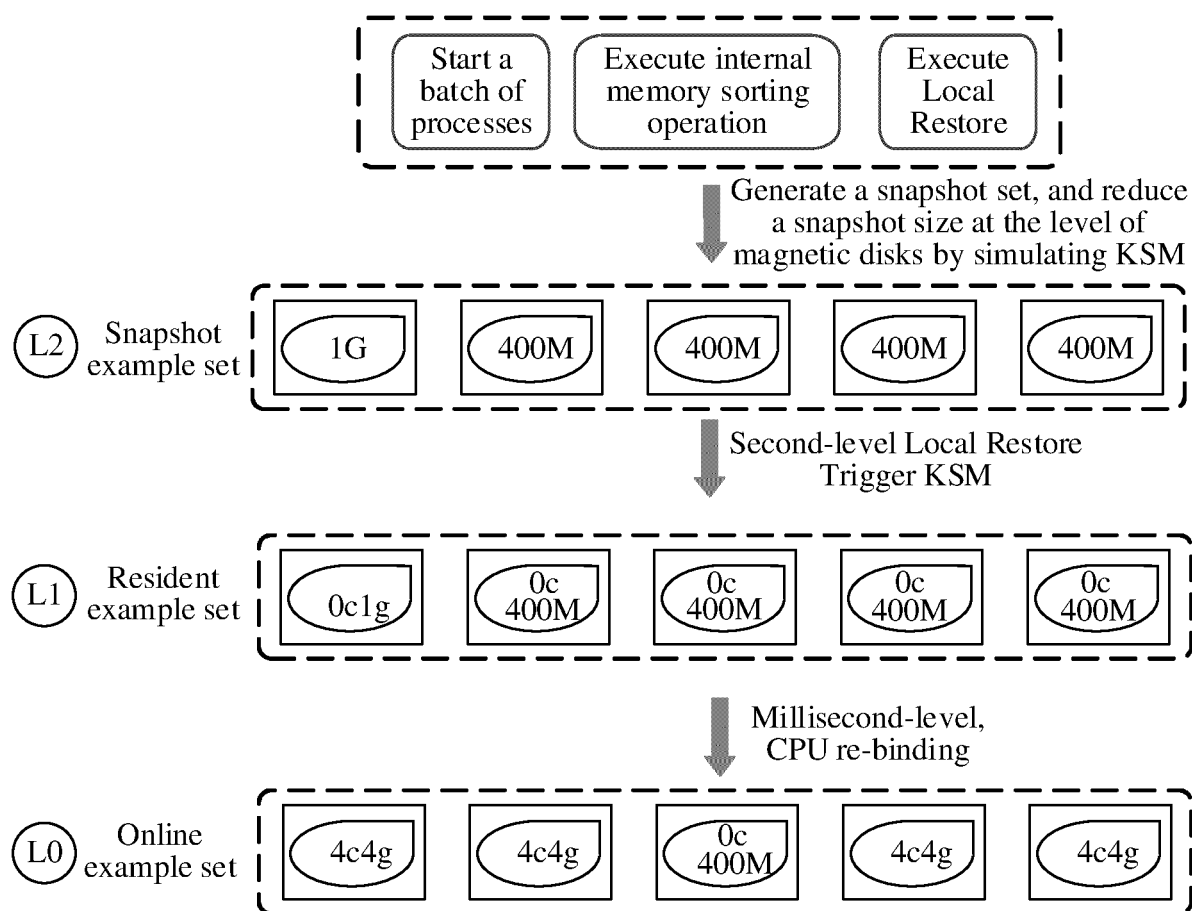 Start a
batch of
processes
Execute internal
memory sorting
operation
Execute
Local
Restore
Generate a snapshot set, and reduce
a snapshot size at the level of
magnetic disks by simulating KSM
L2
Snapshot
example set
1G
400M
400M
400M
400M
Second-level Local Restore
Trigger KSM
L1
Resident
example set
0c1g
0c
400M
0c
400M
0c
400M
0c
400M
Millisecond-level,
CPU re-binding
L0
Online
example set
4c4g
4c4g
0c
400M
4c4g
4c4g